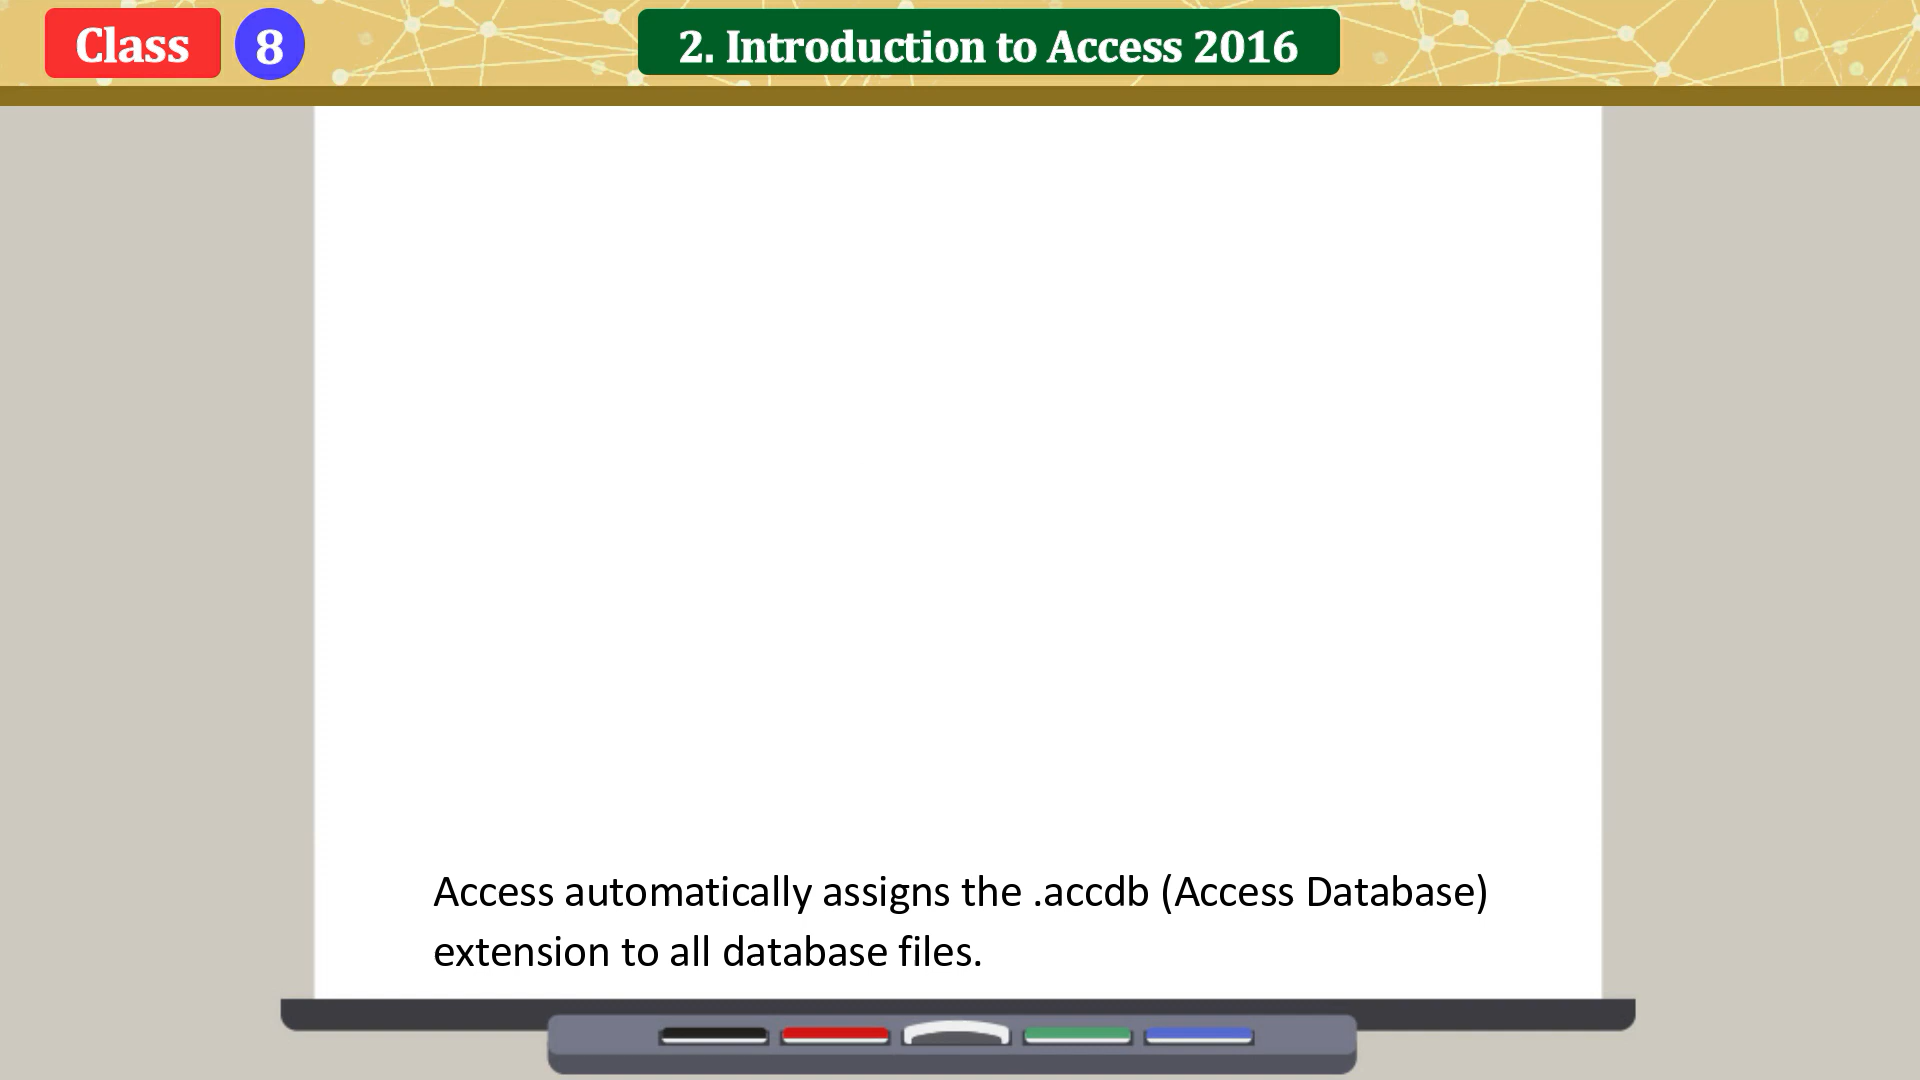 Class 8
2. Introduction to Access 2016
Access automatically assigns the .accdb (Access Database)
extension to all database files.